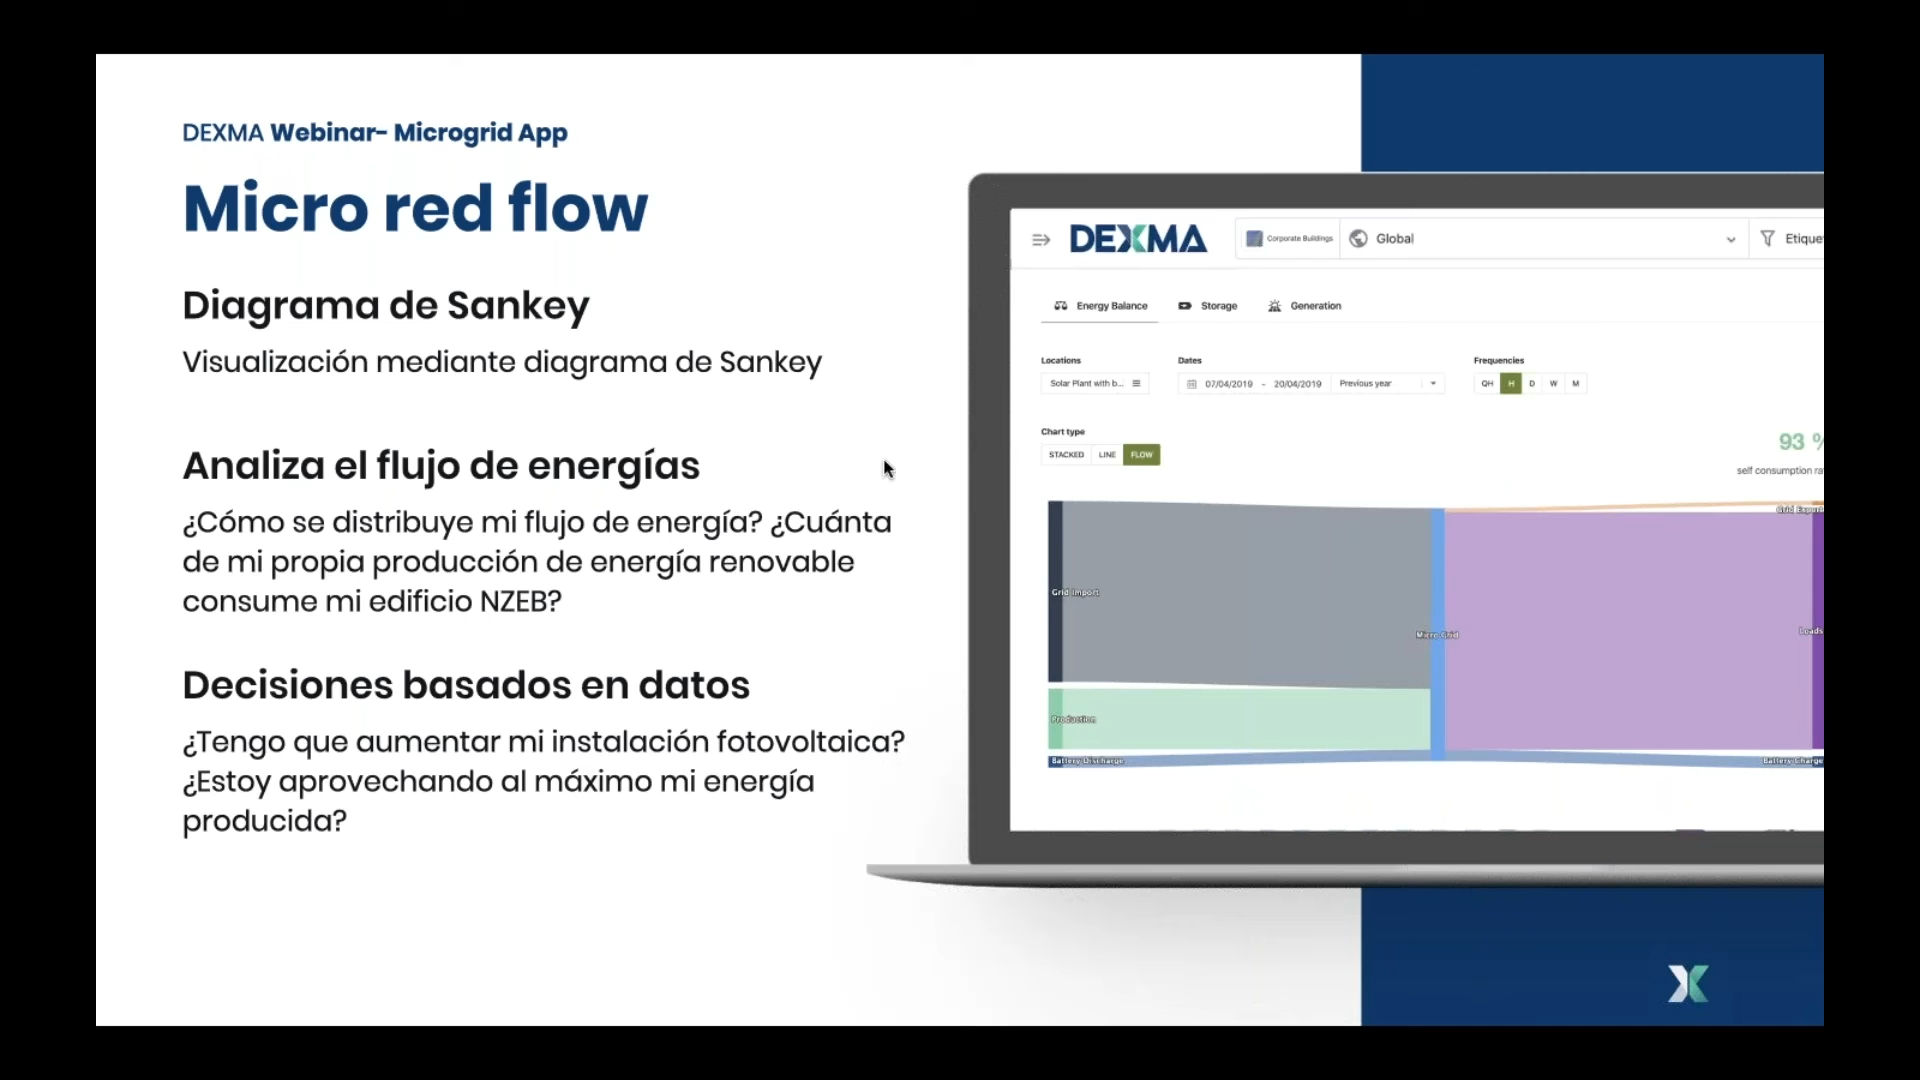 DEXMA Webinar- Microgrid App
Micro red flow
Diagrama de Sankey
Visualización mediante diagrama de Sankey
Analiza el flujo de energías
¿Cómo se distribuye mi flujo de energía? ¿Cuánta
de mi propia producción de energía renovable
consume mi edificio NZEB?
Decisiones basados en datos
¿Tengo que aumentar mi instalación fotovoltaica?
¿Estoy aprovechando al máximo mi energía
producida?
DEXMA
Corporate Buildings
Global
Etique
Energy Balance
Storage
Generation
Locations
Dates
Frequencies
Solar Plant with b...
07/04/2019 - 20/04/2019
Previous year
QH H D W M
Chart type
STACKED LINE FLOW
93 %
self consumption ra
Grid Export
Grid Import
Micro Grid
Loads
Production
Battery Discharge
Battery Charge